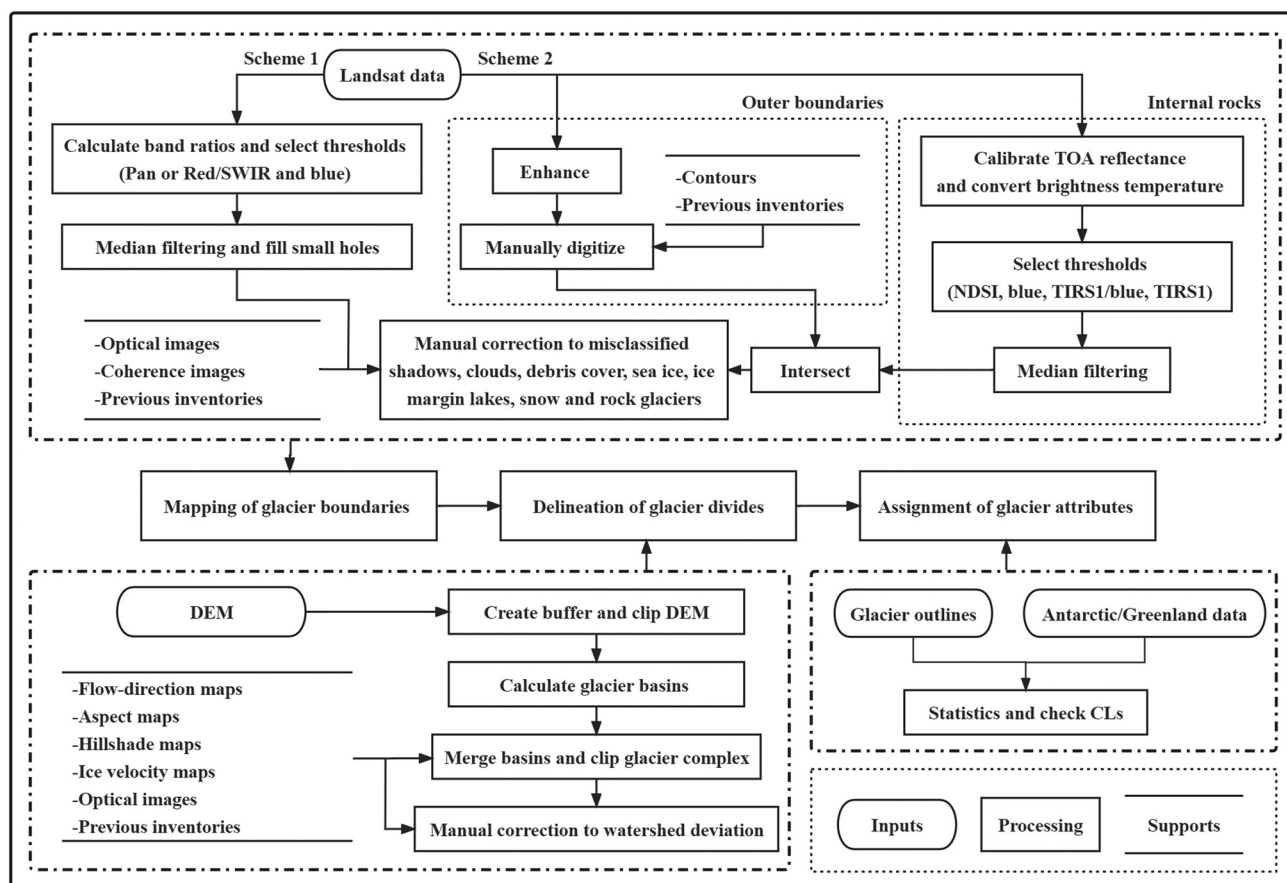 Scheme 1
Landsat data
Scheme 2
Outer boundaries
Internal rocks
Calculate band ratios and select thresholds
(Pan or Red/SWIR and blue)
Median filtering and fill small holes
Enhance
-Contours
-Previous inventories
Manually digitize
Calibrate TOA reflectance
and convert brightness temperature
Select thresholds
(NDSI, blue, TIRS1/blue, TIRS1)
Median filtering
Intersect
-Optical images
-Coherence images
-Previous inventories
Manual correction to misclassified
shadows, clouds, debris cover, sea ice, ice
margin lakes, snow and rock glaciers
Mapping of glacier boundaries
Delineation of glacier divides
Assignment of glacier attributes
DEM
Create buffer and clip DEM
Calculate glacier basins
-Flow-direction maps
-Aspect maps
-Hillshade maps
-Ice velocity maps
-Optical images
-Previous inventories
Merge basins and clip glacier complex
Manual correction to watershed deviation
Glacier outlines
Antarctic/Greenland data
Statistics and check CLs
Inputs
Processing
Supports